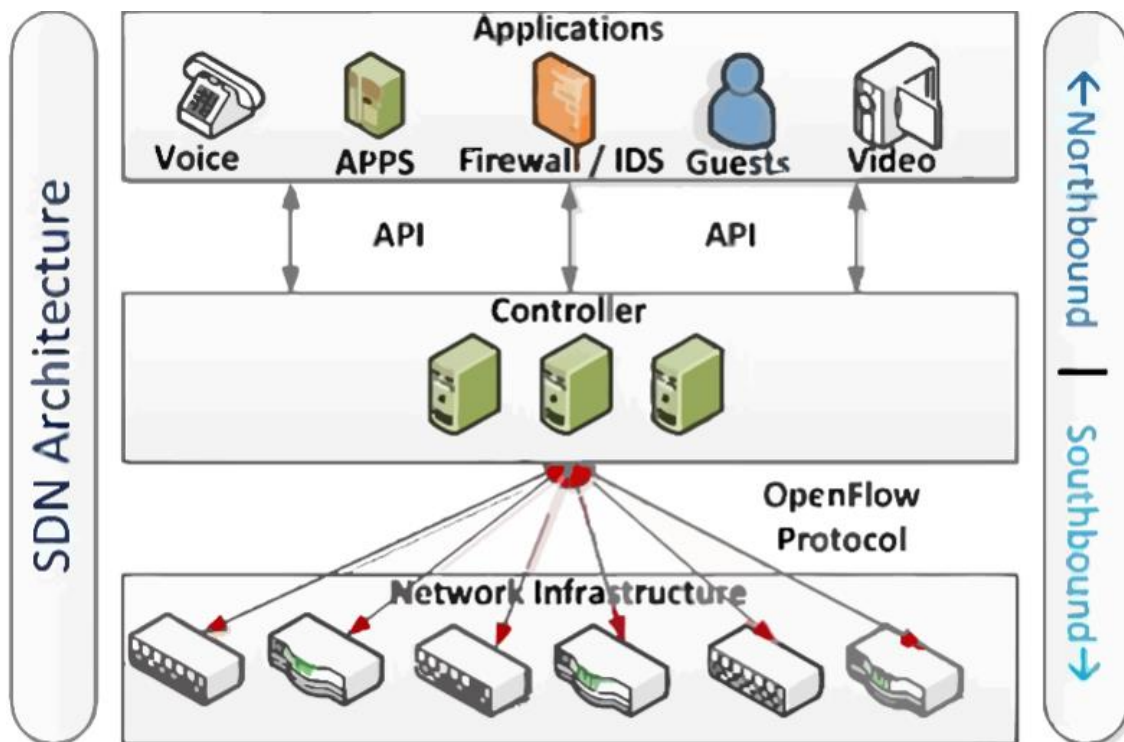 SDN Architecture
Applications
Voice
APPS
Firewall / IDS
Guests
Video
API
API
Controller
OpenFlow
Protocol
Network Infrastructure
←Northbound | Southbound→